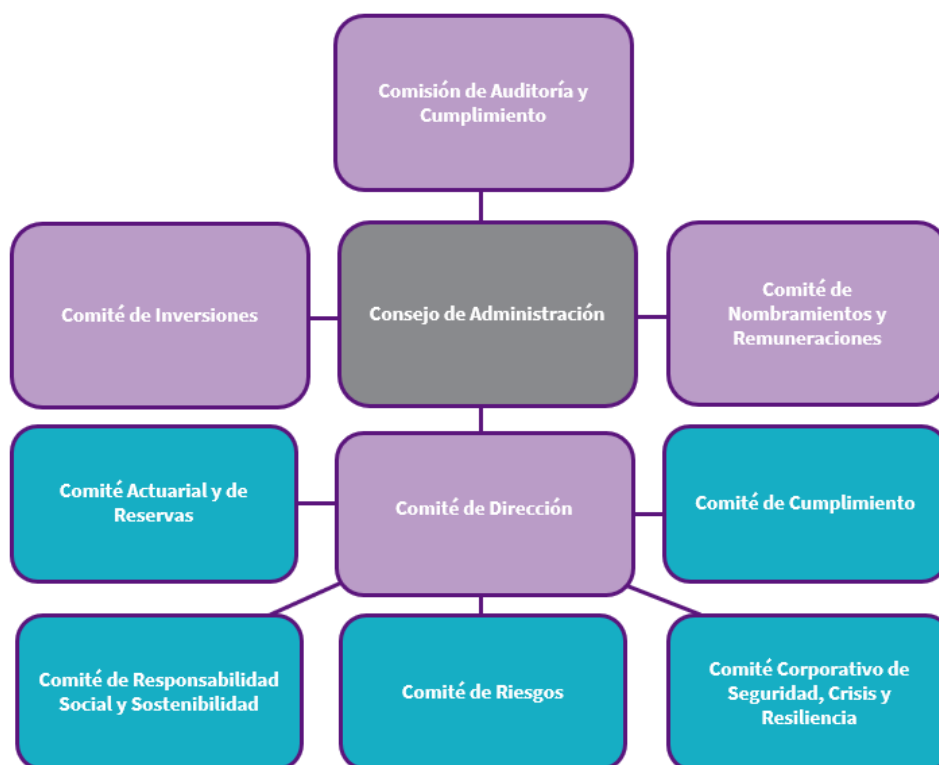 Comisión de Auditoría y
Cumplimiento
Comité de Inversiones
Consejo de Administración
Comité de
Nombramientos y
Remuneraciones
Comité Actuarial y de
Reservas
Comité de Dirección
Comité de Cumplimiento
Comité de Responsabilidad
Social y Sostenibilidad
Comité de Riesgos
Comité Corporativo de
Seguridad, Crisis y
Resiliencia